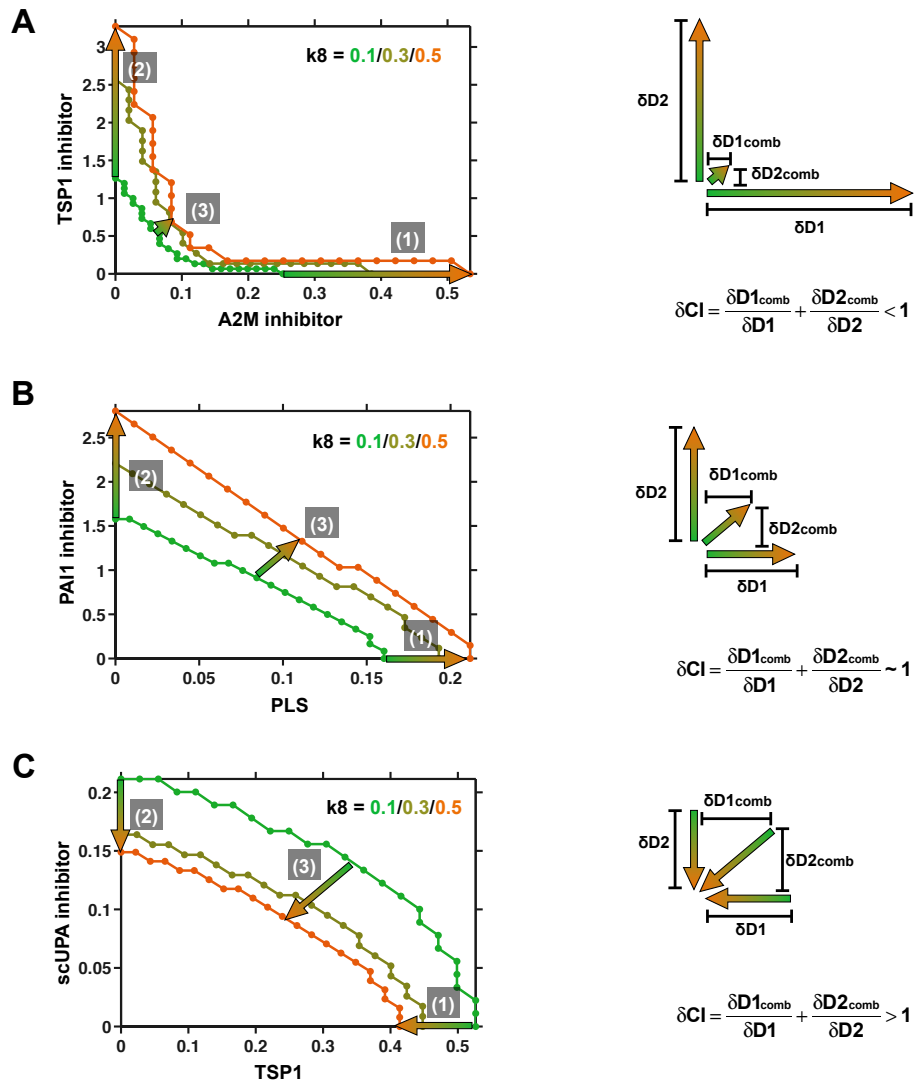 A
TSP1 inhibitor
3
2.5
2
1.5
1
0.5
0
k8 = 0.1/0.3/0.5
(2)
(3)
(1)
0 0.1 0.2 0.3 0.4 0.5
A2M inhibitor
δD2
δD1comb
δD2comb
δD1
δCI = δD1comb/δD1 + δD2comb/δD2 < 1
B
PAI1 inhibitor
2.5
2
1.5
1
0.5
0
k8 = 0.1/0.3/0.5
(2)
(3)
(1)
0 0.05 0.1 0.15 0.2
PLS
δD2
δD1comb
δD2comb
δD1
δCI = δD1comb/δD1 + δD2comb/δD2 ~ 1
C
scUPA inhibitor
0.2
0.15
0.1
0.05
0
k8 = 0.1/0.3/0.5
(2)
(3)
(1)
0 0.1 0.2 0.3 0.4 0.5
TSP1
δD1comb
δD2
δD2comb
δD1
δCI = δD1comb/δD1 + δD2comb/δD2 > 1